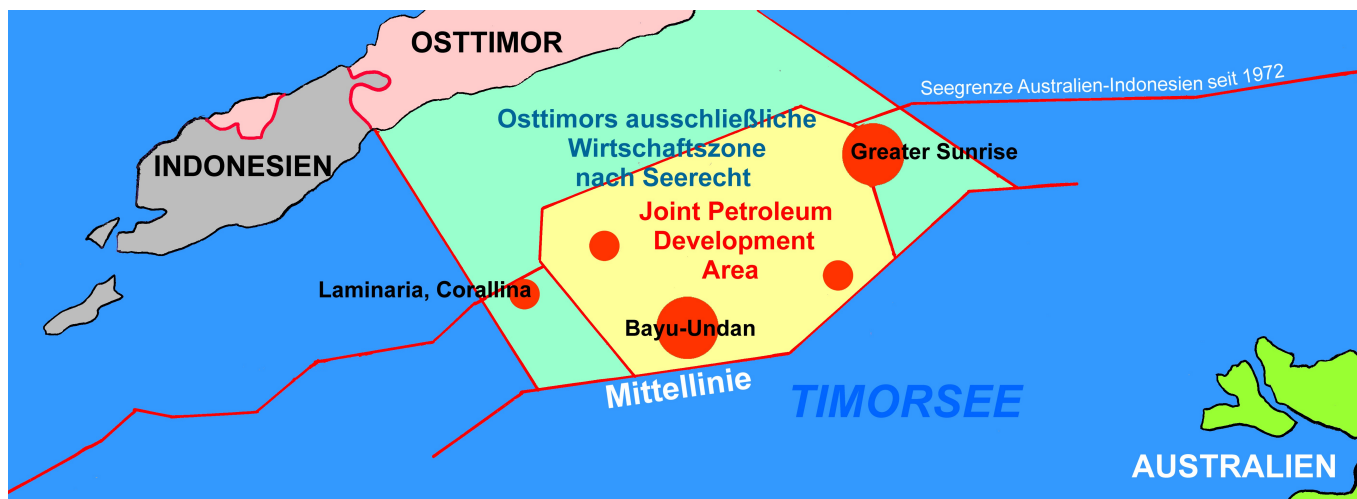 OSTTIMOR
Seegrenze Australien-Indonesien seit 1972
Osttimors ausschließliche
Wirtschaftszone
nach Seerecht
Greater Sunrise
INDONESIEN
Joint Petroleum
Development
Area
Laminaria, Corallina
Bayu-Undan
Mittellinie
TIMORSEE
AUSTRALIEN